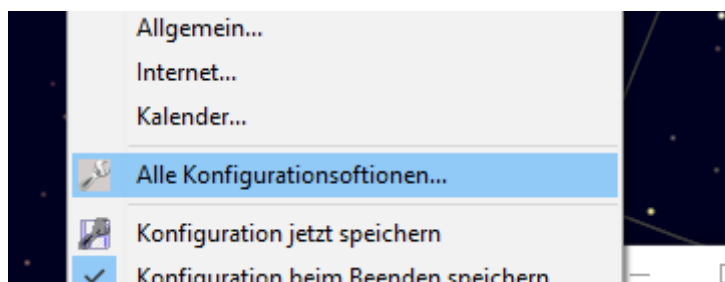 Allgemein...
Internet...
Kalender...
Alle Konfigurationsoftionen...
Konfiguration jetzt speichern
Konfiguration beim Beenden speichern